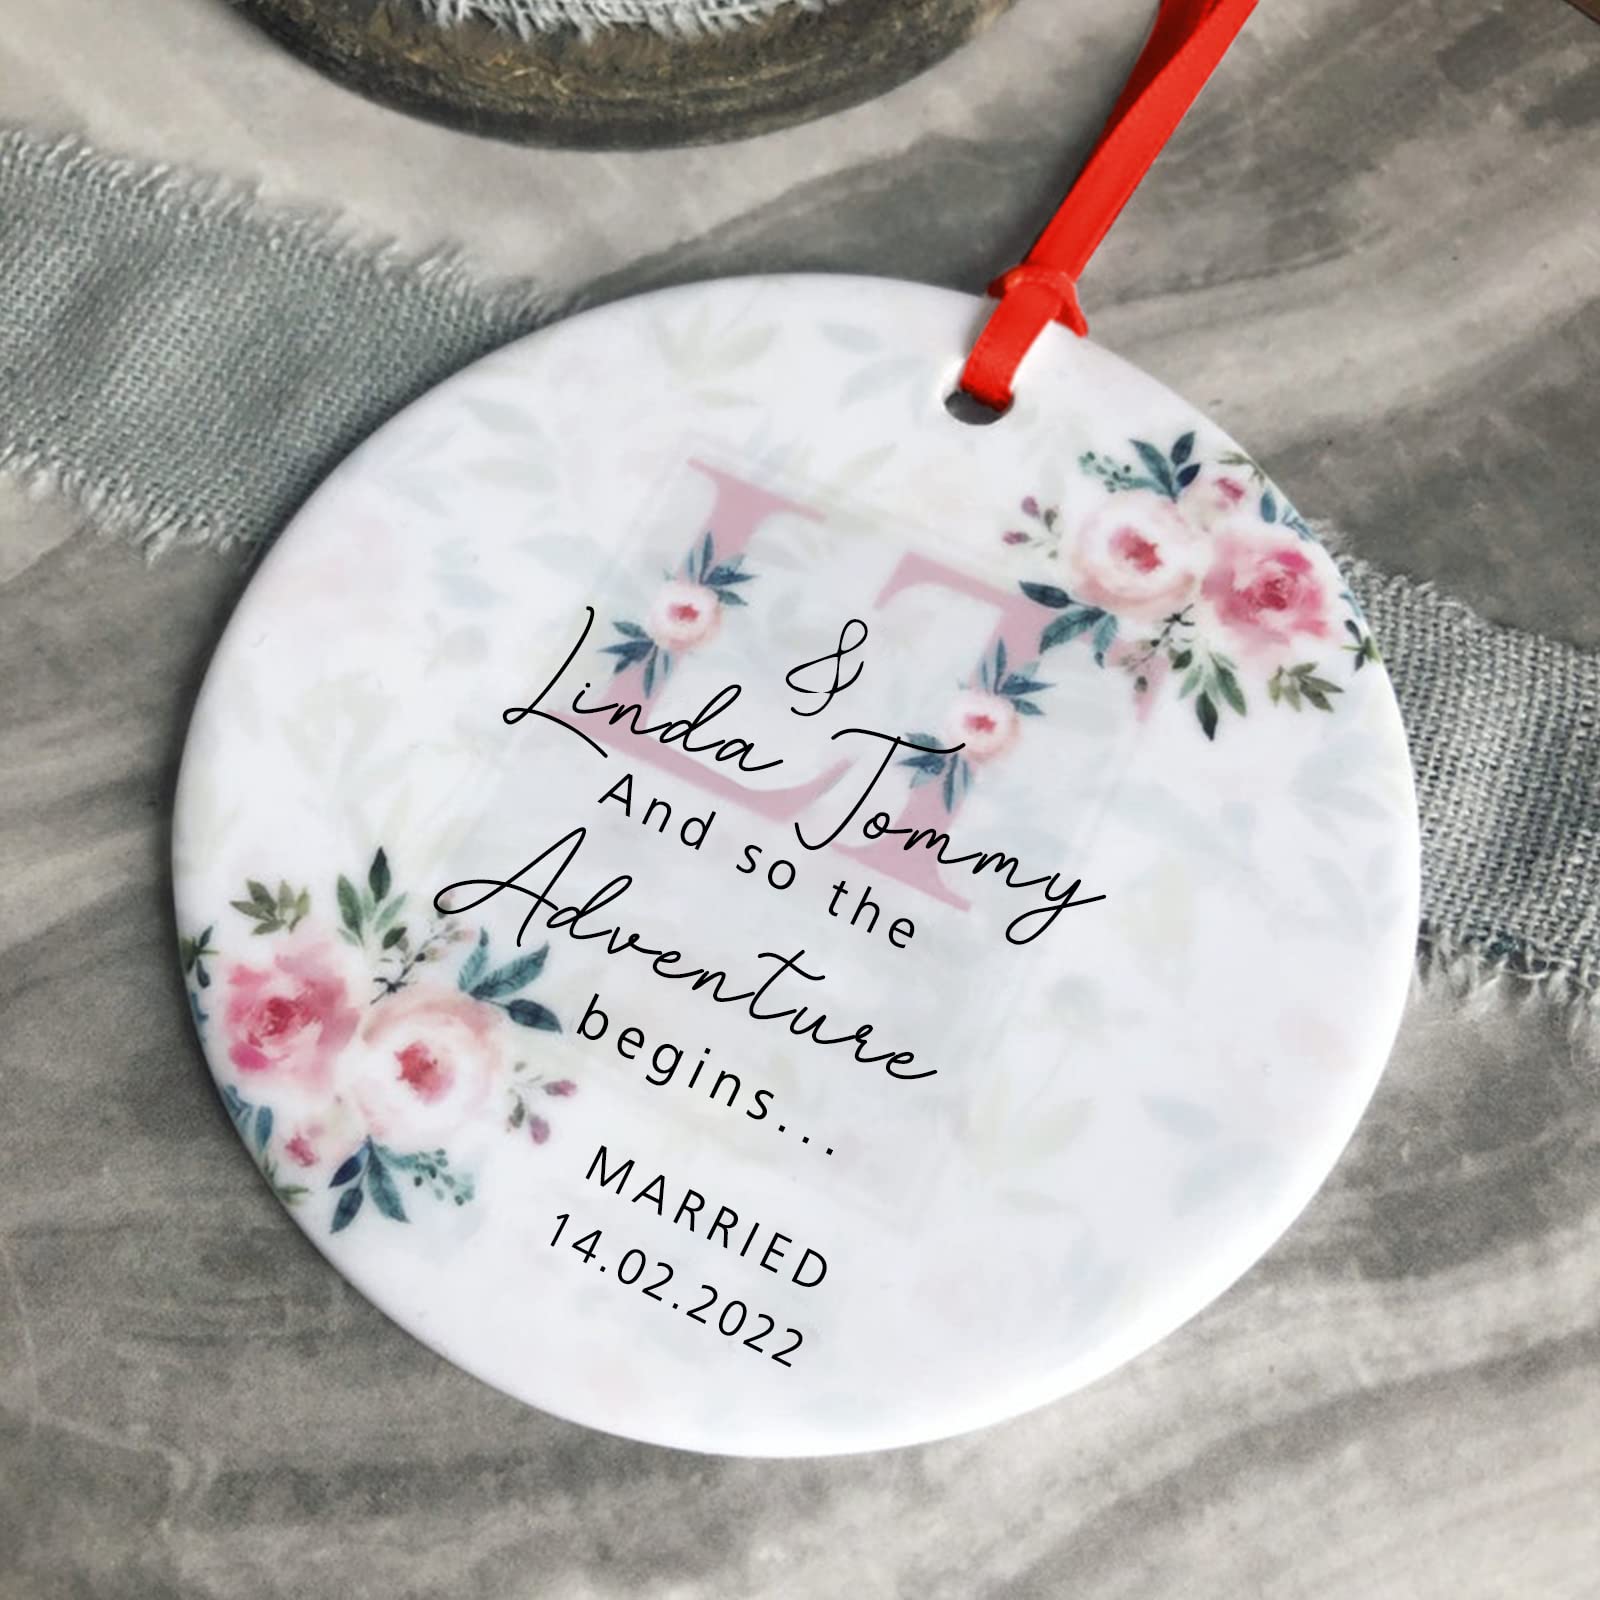 L T
&
Linda Tommy
And so the
Adventure
begins...
MARRIED
14.02.2022